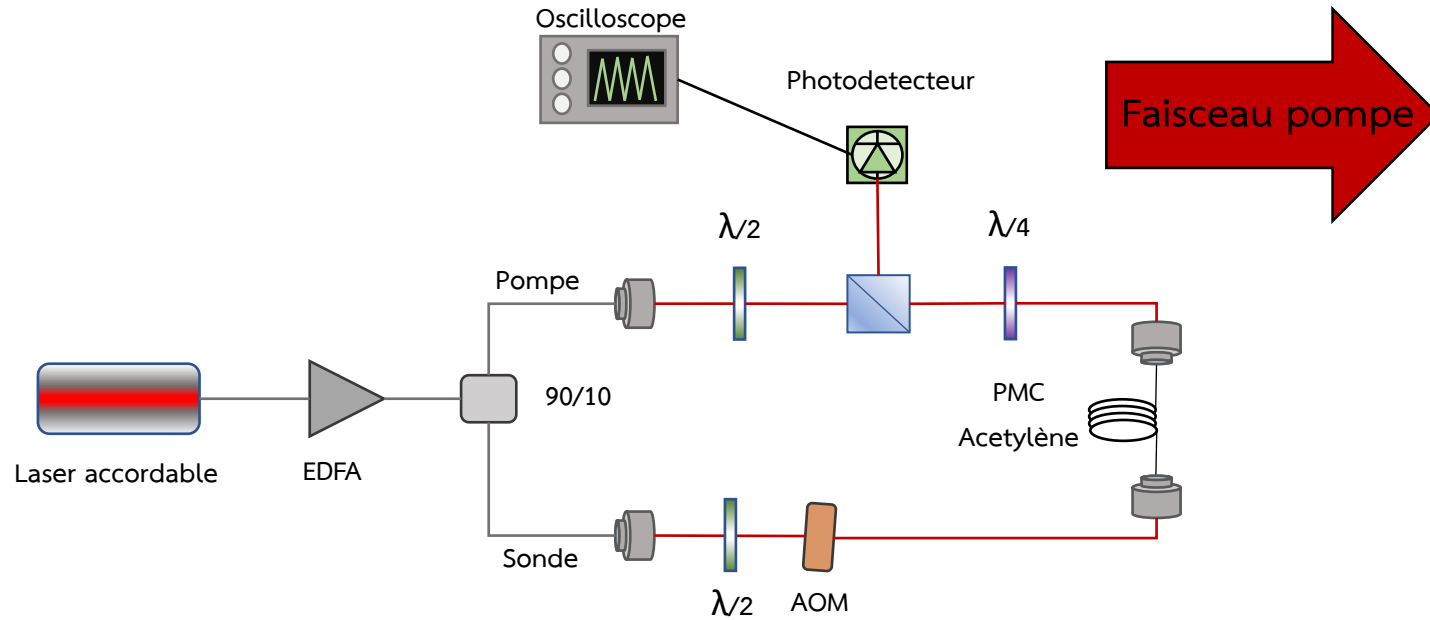 Oscilloscope
Photodetecteur
Faisceau pompe
λ/2
λ/4
Pompe
90/10
PMC
Acetylène
Laser accordable
EDFA
Sonde
λ/2
AOM